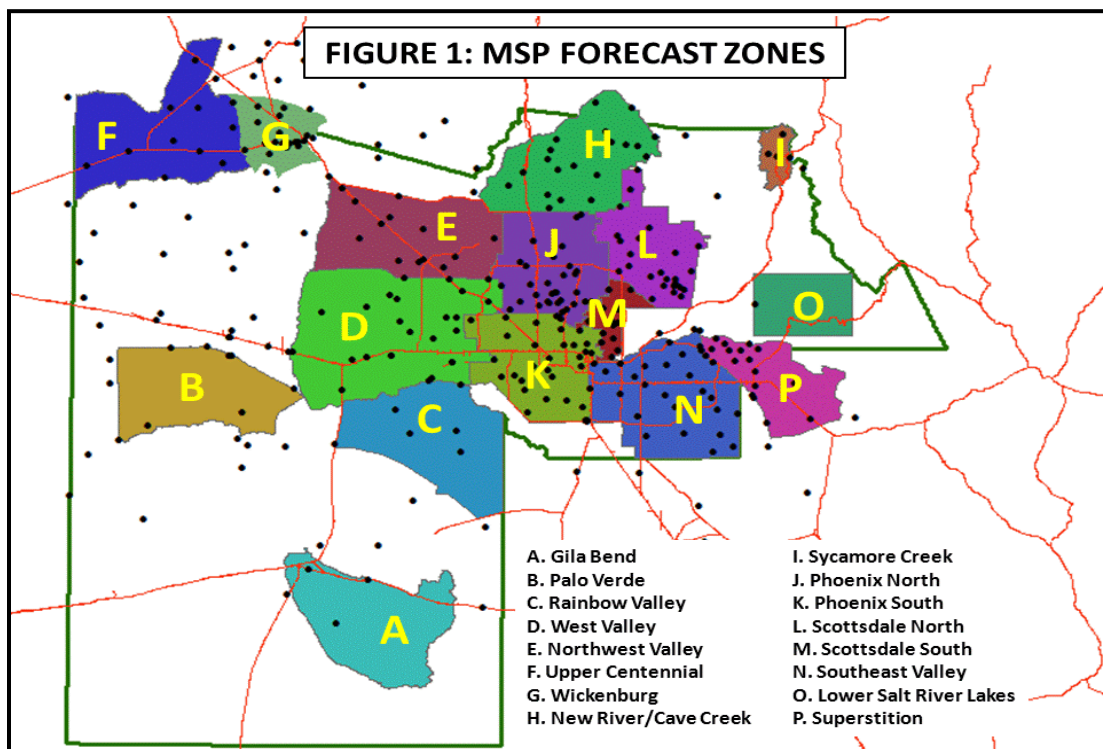 FIGURE 1: MSP FORECAST ZONES
F
G
H
I
E
J
L
D
M
O
B
K
P
C
N
A
A. Gila Bend
B. Palo Verde
C. Rainbow Valley
D. West Valley
E. Northwest Valley
F. Upper Centennial
G. Wickenburg
H. New River/Cave Creek
I. Sycamore Creek
J. Phoenix North
K. Phoenix South
L. Scottsdale North
M. Scottsdale South
N. Southeast Valley
O. Lower Salt River Lakes
P. Superstition